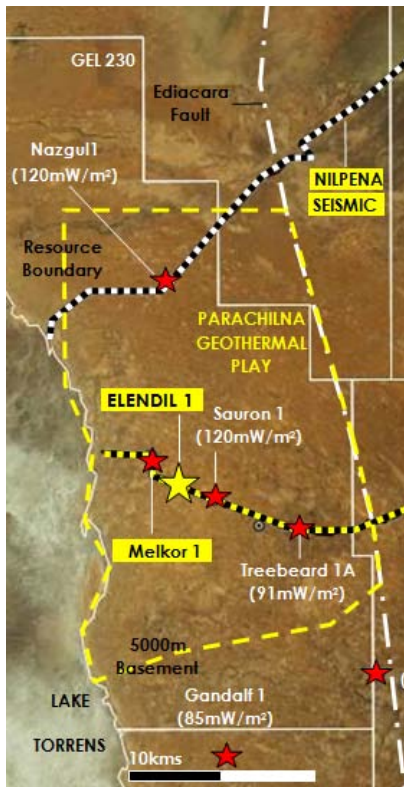 GEL 230
Ediacara
Fault
Nazgul1
(120mW/m²)
NILPENA
SEISMIC
Resource
Boundary
PARACHILNA
GEOTHERMAL
PLAY
ELENDIL 1
Sauron 1
(120mW/m²)
Melkor 1
Treebeard 1A
(91mW/m²)
5000m
Basement
LAKE
TORRENS
Gandalf 1
(85mW/m²)
10kms